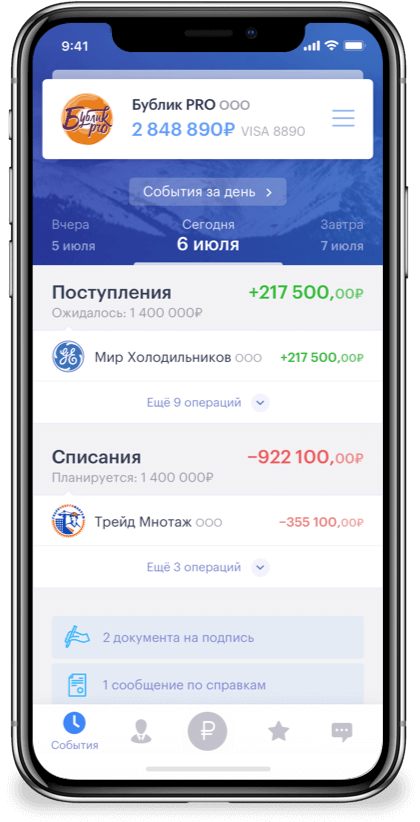 9:41
Бублик PRO ООО
Бублик
pro
2 848 890₽ VISA 8890
События за день
Вчера Сегодня Завтра
5 июля 6 июля 7 июля
Поступления +217 500,00₽
Ожидалось: 1 400 000₽
Мир Холодильников ООО +217 500,00₽
Ещё 9 операций
Списания −922 100,00₽
Планируется: 1 400 000₽
Трейд Мнотаж ООО −355 100,00₽
Ещё 3 операций
2 документа на подпись
1 сообщение по справкам
₽
События